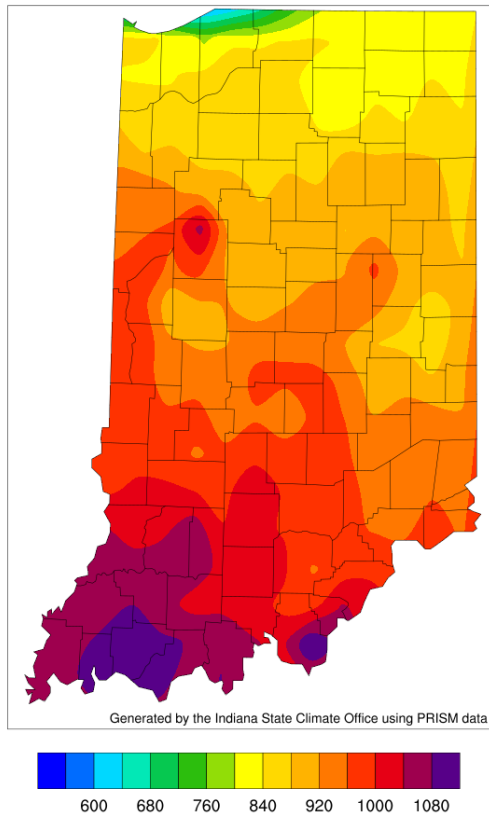 Generated by the Indiana State Climate Office using PRISM data
600 680 760 840 920 1000 1080